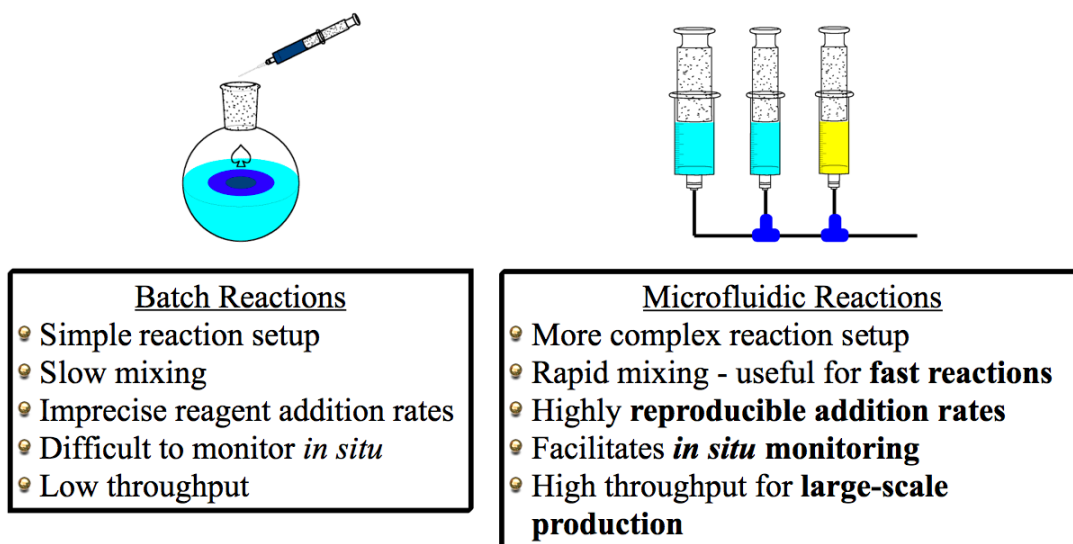 Batch Reactions
Simple reaction setup
Slow mixing
Imprecise reagent addition rates
Difficult to monitor in situ
Low throughput
Microfluidic Reactions
More complex reaction setup
Rapid mixing - useful for fast reactions
Highly reproducible addition rates
Facilitates in situ monitoring
High throughput for large-scale
production